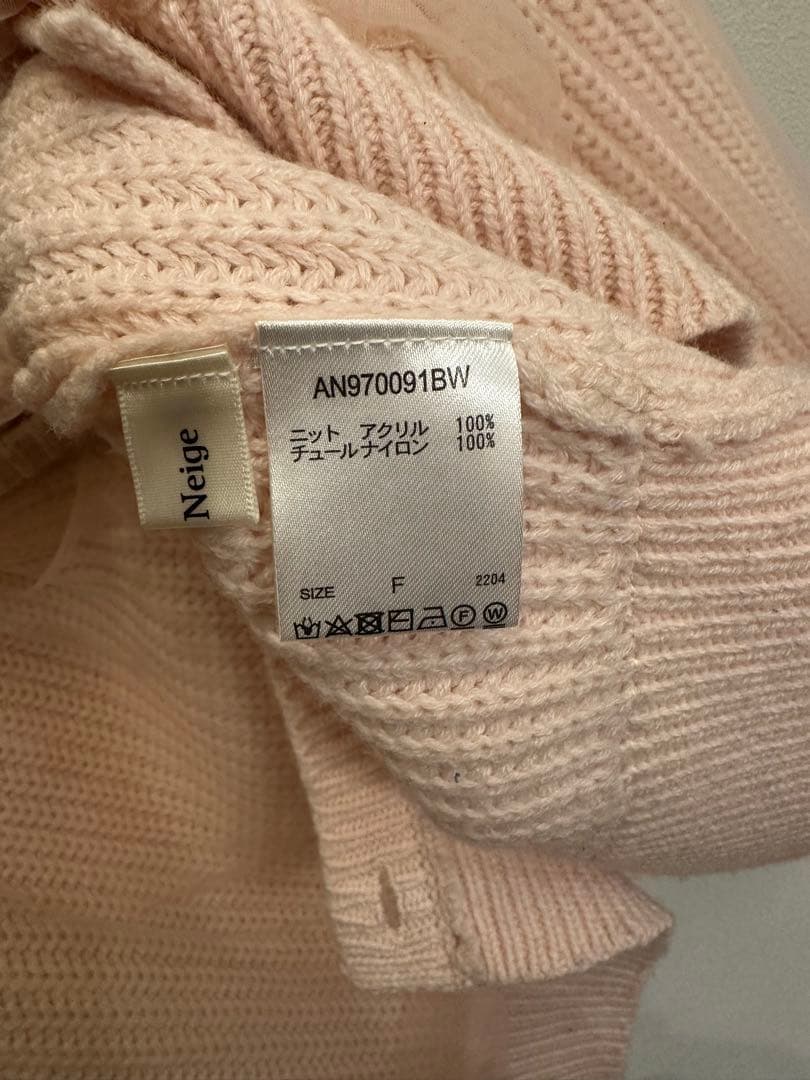 Neige
AN970091BW
ニット アクリル 100%
チュールナイロン 100%
SIZE F 2204
F W